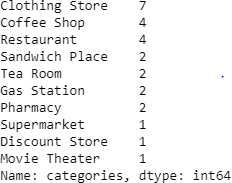 Clothing Store    7
Coffee Shop       4
Restaurant        4
Sandwich Place    2
Tea Room          2
Gas Station       2
Pharmacy          2
Supermarket       1
Discount Store    1
Movie Theater     1
Name: categories, dtype: int64